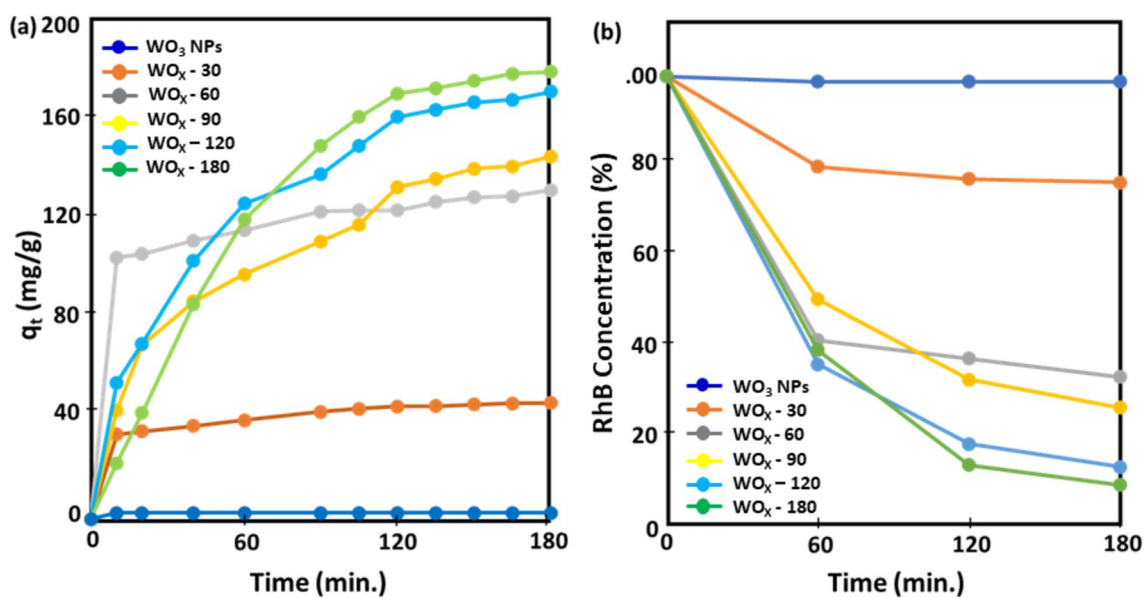 (a)
200
160
120
80
40
0
qt (mg/g)
WO3 NPs
WOX - 30
WOX - 60
WOX - 90
WOX – 120
WOX - 180
0 60 120 180
Time (min.)
(b)
.00
80
60
40
20
0
RhB Concentration (%)
WO3 NPs
WOX - 30
WOX - 60
WOX - 90
WOX – 120
WOX - 180
0 60 120 180
Time (min.)